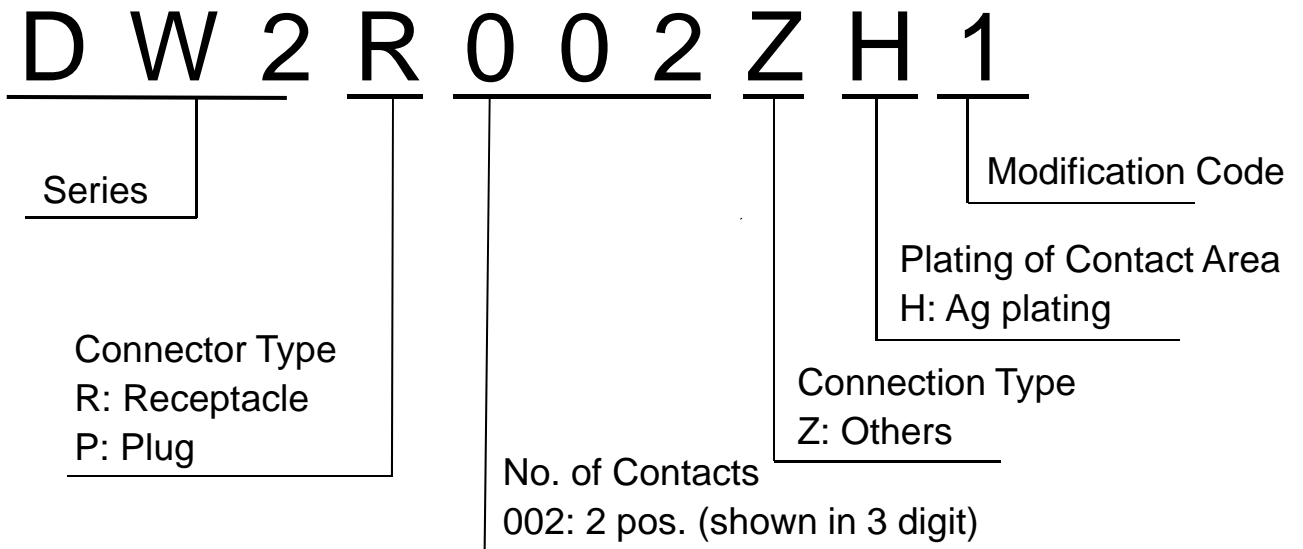 D W 2 R 0 0 2 Z H 1
Series
Modification Code
Plating of Contact Area
H: Ag plating
Connector Type
R: Receptacle
P: Plug
Connection Type
Z: Others
No. of Contacts
002: 2 pos. (shown in 3 digit)